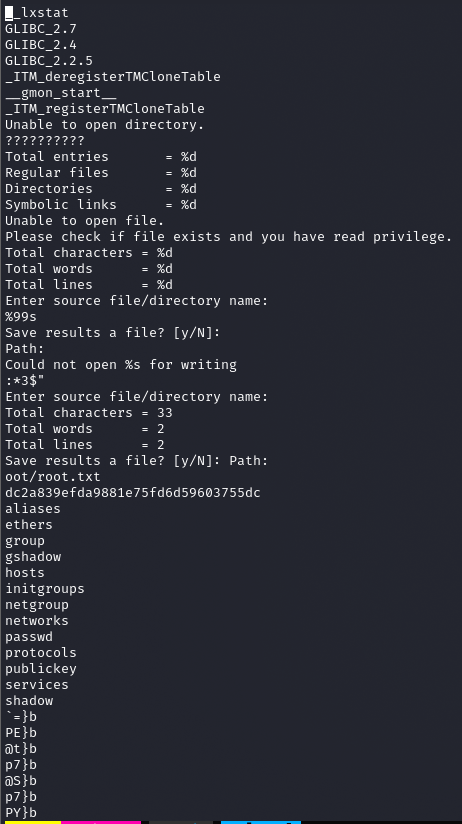 _lxstat
GLIBC_2.7
GLIBC_2.4
GLIBC_2.2.5
_ITM_deregisterTMCloneTable
__gmon_start__
_ITM_registerTMCloneTable
Unable to open directory.
??????????
Total entries       = %d
Regular files       = %d
Directories         = %d
Symbolic links      = %d
Unable to open file.
Please check if file exists and you have read privilege.
Total characters = %d
Total words      = %d
Total lines      = %d
Enter source file/directory name:
%99s
Save results a file? [y/N]:
Path:
Could not open %s for writing
:*3$"
Enter source file/directory name:
Total characters = 33
Total words      = 2
Total lines      = 2
Save results a file? [y/N]: Path:
oot/root.txt
dc2a839efda9881e75fd6d59603755dc
aliases
ethers
group
gshadow
hosts
initgroups
netgroup
networks
passwd
protocols
publickey
services
shadow
`=}b
PE}b
@t}b
p7}b
@S}b
p7}b
PY}b